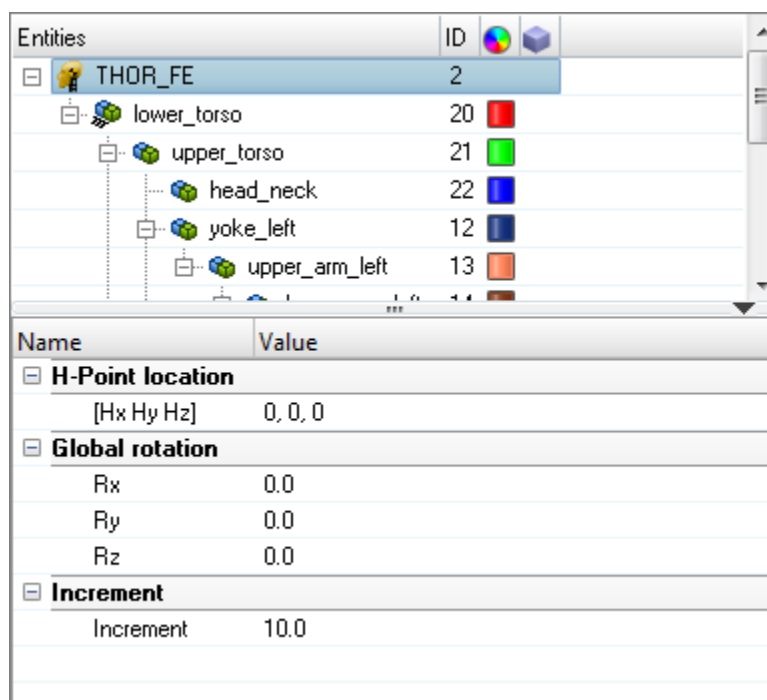 Entities ID
THOR_FE 2
lower_torso 20
upper_torso 21
head_neck 22
yoke_left 12
upper_arm_left 13
Name Value
H-Point location
[Hx Hy Hz] 0, 0, 0
Global rotation
Rx 0.0
Ry 0.0
Rz 0.0
Increment
Increment 10.0